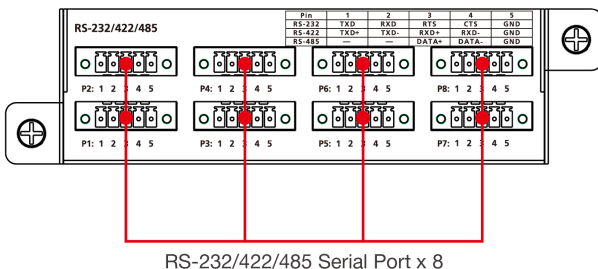 RS-232/422/485
Pin 1 2 3 4 5
RS-232 TXD RXD RTS CTS GND
RS-422 TXD+ TXD- RXD+ RXD- GND
RS-485 — — DATA+ DATA- GND
P2: 1 2 3 4 5 P4: 1 2 3 4 5 P6: 1 2 3 4 5 P8: 1 2 3 4 5
P1: 1 2 3 4 5 P3: 1 2 3 4 5 P5: 1 2 3 4 5 P7: 1 2 3 4 5
RS-232/422/485 Serial Port x 8